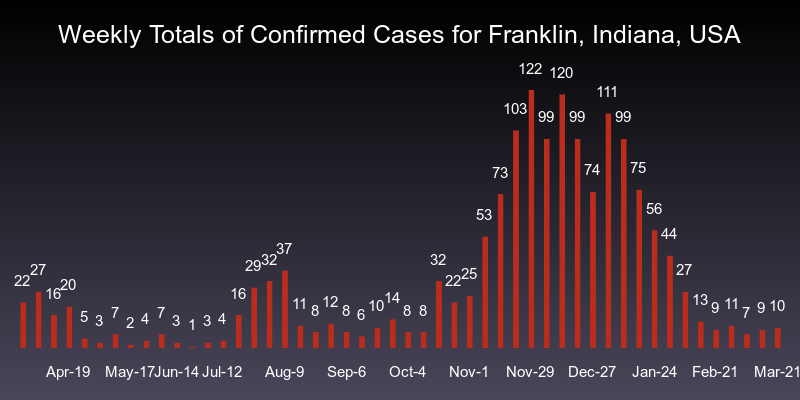 Weekly Totals of Confirmed Cases for Franklin, Indiana, USA
22 27 16 20 5 3 7 2 4 7 3 1 3 4 16 29 32 37 11 8 12 8 6 10 14 8 8 32 22 25 53 73 103 122 99 120 99 74 111 99 75 56 44 27 13 9 11 7 9 10
Apr-19 May-17 Jun-14 Jul-12 Aug-9 Sep-6 Oct-4 Nov-1 Nov-29 Dec-27 Jan-24 Feb-21 Mar-21